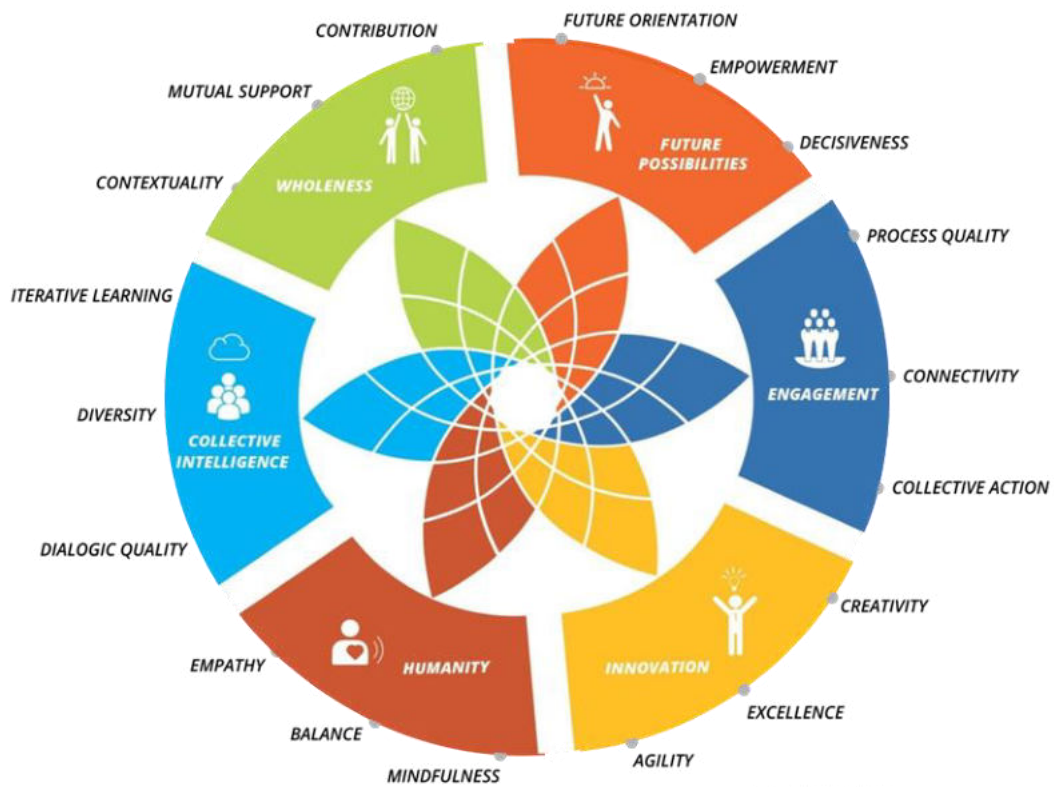 FUTURE ORIENTATION
EMPOWERMENT
DECISIVENESS
FUTURE
POSSIBILITIES
PROCESS QUALITY
CONNECTIVITY
COLLECTIVE ACTION
ENGAGEMENT
CREATIVITY
EXCELLENCE
AGILITY
INNOVATION
MINDFULNESS
BALANCE
EMPATHY
HUMANITY
DIALOGIC QUALITY
DIVERSITY
ITERATIVE LEARNING
COLLECTIVE
INTELLIGENCE
CONTEXTUALITY
MUTUAL SUPPORT
CONTRIBUTION
WHOLENESS